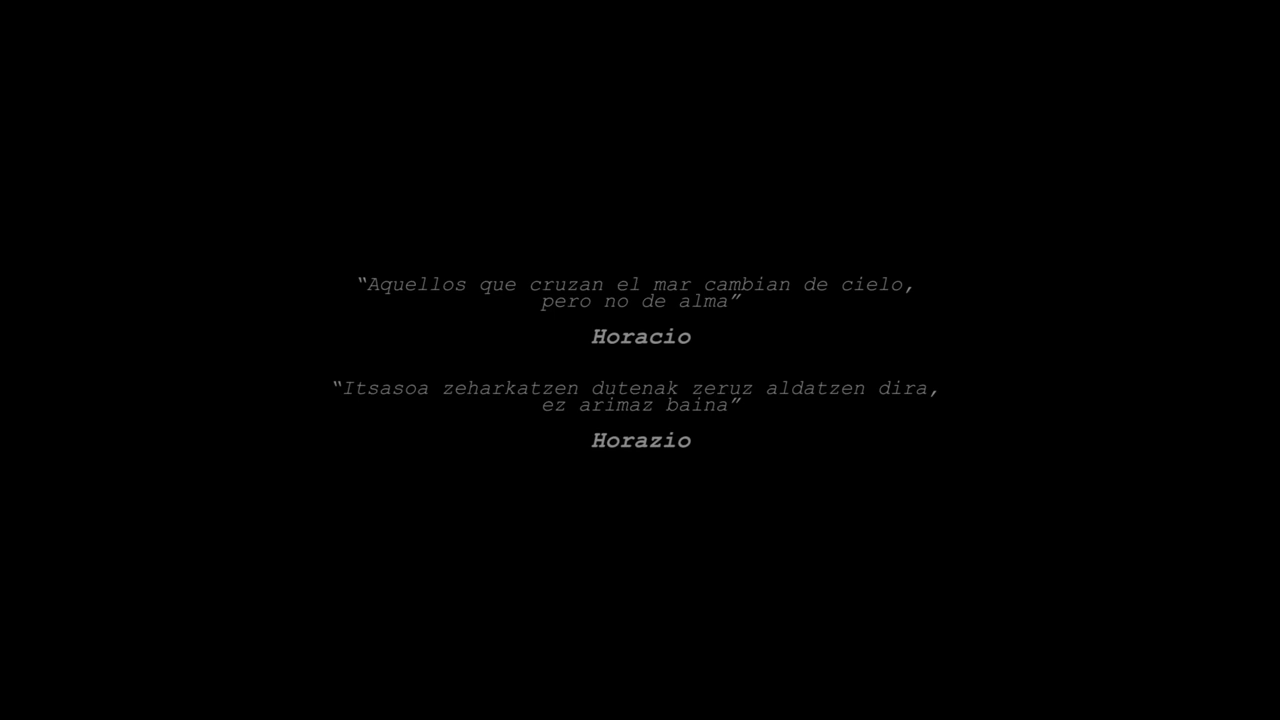 “Aquellos que cruzan el mar cambian de cielo,
pero no de alma”
Horacio
“Itsasoa zeharkatzen dutenak zeruz aldatzen dira,
ez arimaz baina”
Horazio